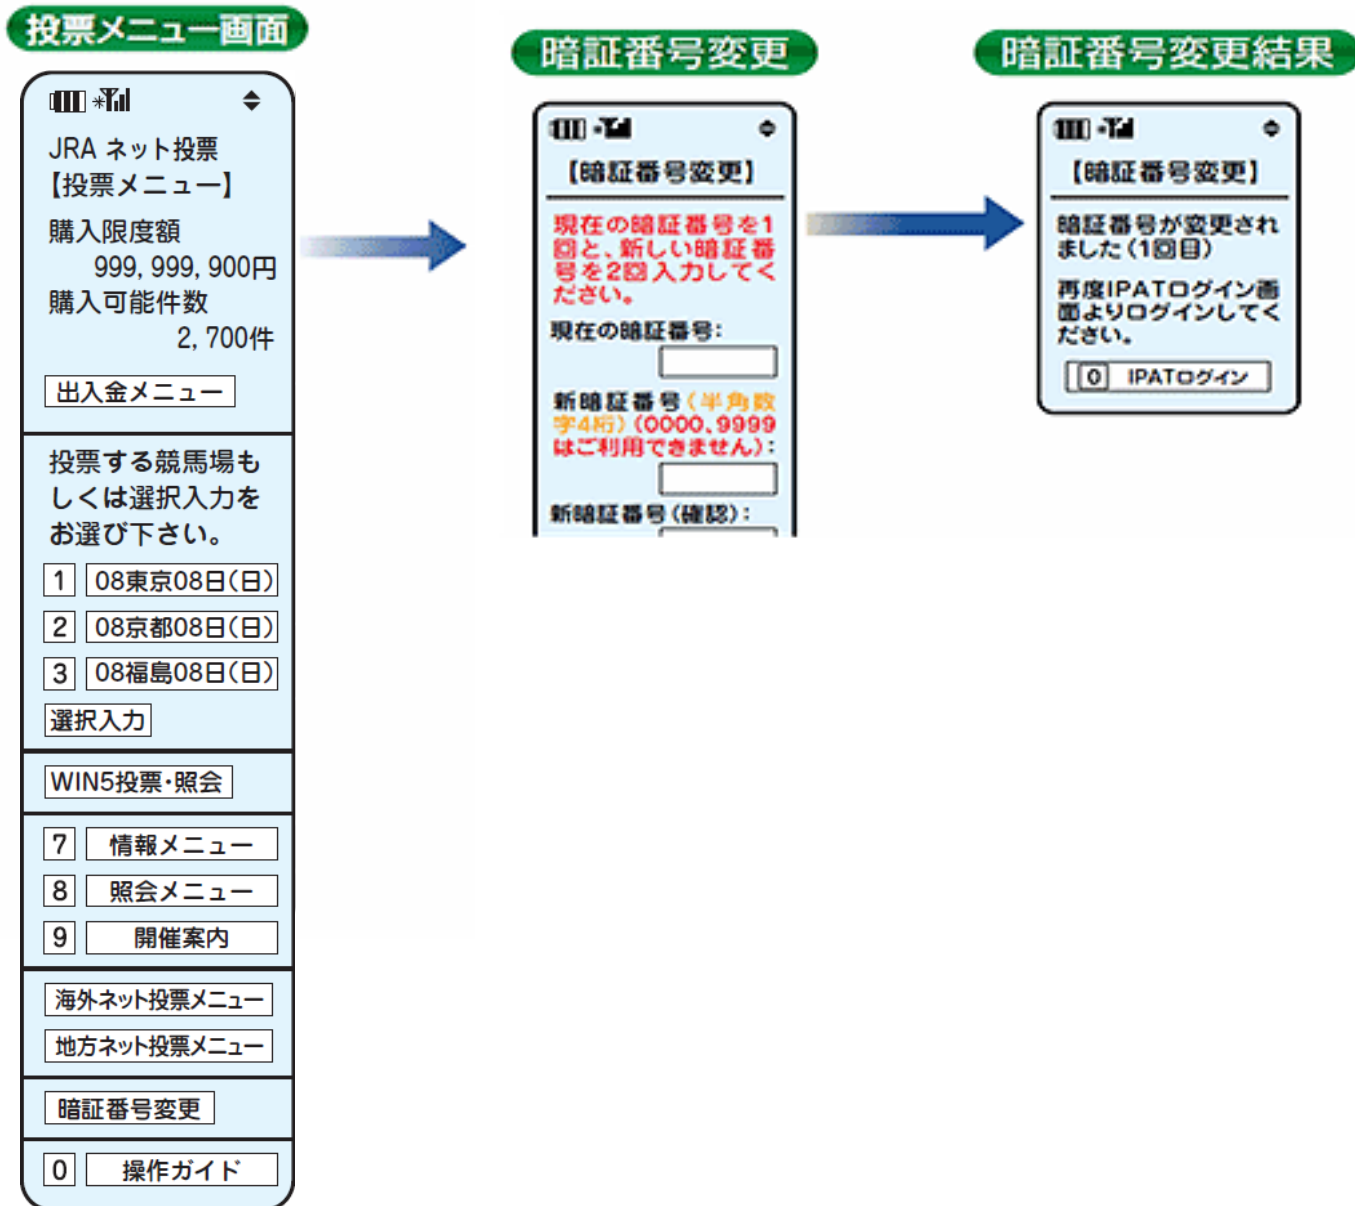 投票メニュー画面
JRA ネット投票
【投票メニュー】
購入限度額
999,999,900円
購入可能件数
2,700件
出入金メニュー
投票する競馬場も
しくは選択入力を
お選び下さい。
1 08東京08日(日)
2 08京都08日(日)
3 08福島08日(日)
選択入力
WIN5投票・照会
7 情報メニュー
8 照会メニュー
9 開催案内
海外ネット投票メニュー
地方ネット投票メニュー
暗証番号変更
0 操作ガイド
暗証番号変更
【暗証番号変更】
現在の暗証番号を1
回と、新しい暗証番
号を2回入力してく
ださい。
現在の暗証番号:
新暗証番号(半角数
字4桁)(0000、9999
はご利用できません):
新暗証番号(確認):
暗証番号変更結果
【暗証番号変更】
暗証番号が変更され
ました(1回目)
再度IPATログイン画
面よりログインしてく
ださい。
0 IPATログイン